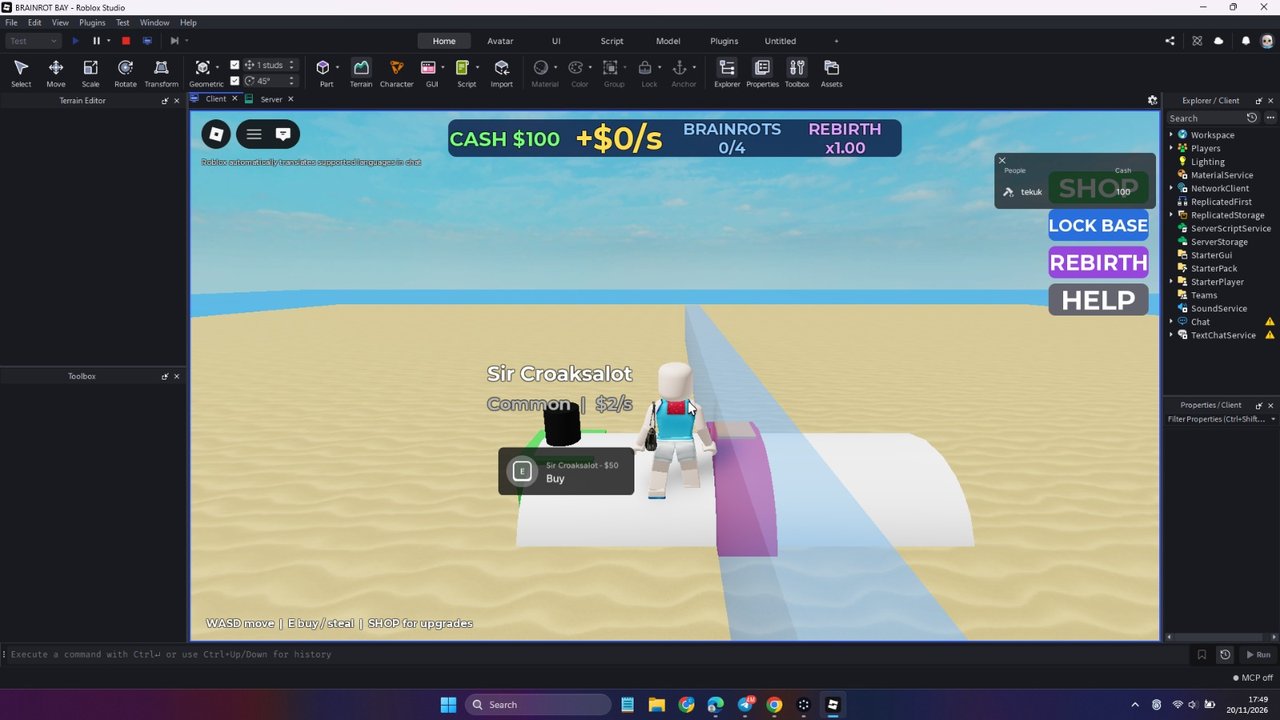 BRAINROT BAY - Roblox Studio
File Edit View Plugins Test Window Help
Test
Home Avatar UI Script Model Plugins Untitled +
Select Move Scale Rotate Transform Geometric 1 studs 45° Part Terrain Character GUI Script Import Material Color Group Lock Anchor Explorer Properties Toolbox Assets
Terrain Editor
Client Server
Explorer / Client
Search
CASH $100 +$0/s BRAINROTS 0/4 REBIRTH x1.00
Roblox automatically translates supported languages in chat
People Cash
tekuk 100
SHOP
LOCK BASE
REBIRTH
HELP
Workspace
Players
Lighting
MaterialService
NetworkClient
ReplicatedFirst
ReplicatedStorage
ServerScriptService
ServerStorage
StarterGui
StarterPack
StarterPlayer
Teams
SoundService
Chat
TextChatService
Toolbox
Sir Croaksalot
Common | $2/s
E
Sir Croaksalot - $50
Buy
Properties / Client
Filter Properties (Ctrl+Shift...
WASD move | E buy / steal | SHOP for upgrades
Execute a command with Ctrl↵ or use Ctrl+Up/Down for history
Run
MCP off
Search
17:49
20/11/2026